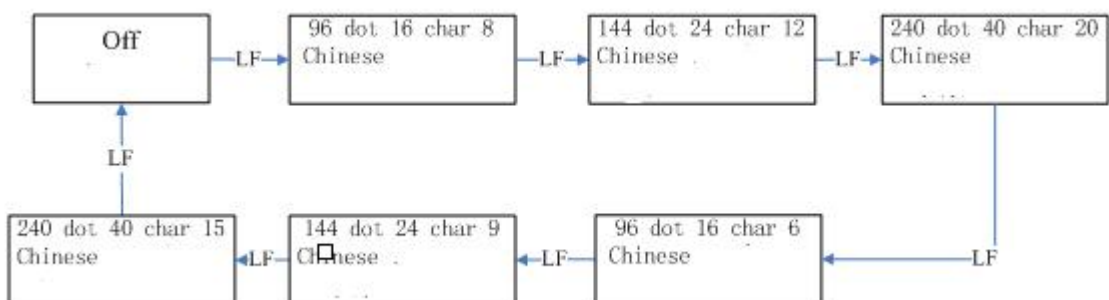 Off
LF
96 dot 16 char 8
Chinese
LF
144 dot 24 char 12
Chinese
LF
240 dot 40 char 20
Chinese
LF
96 dot 16 char 6
Chinese
LF
144 dot 24 char 9
Chinese
LF
240 dot 40 char 15
Chinese
LF